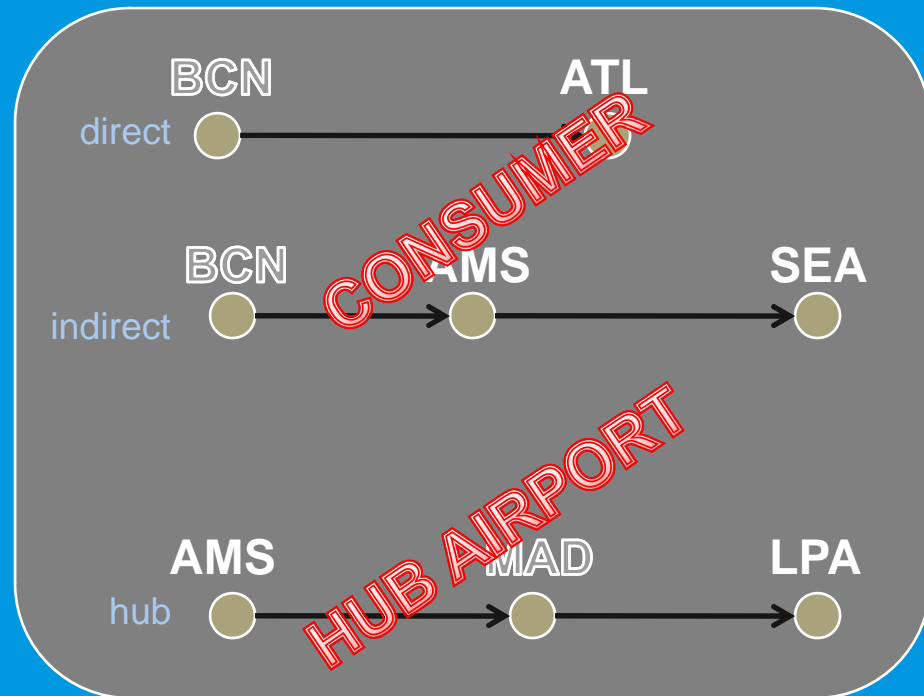 BCN ATL
direct
CONSUMER
BCN AMS SEA
indirect
HUB AIRPORT
AMS MAD LPA
hub